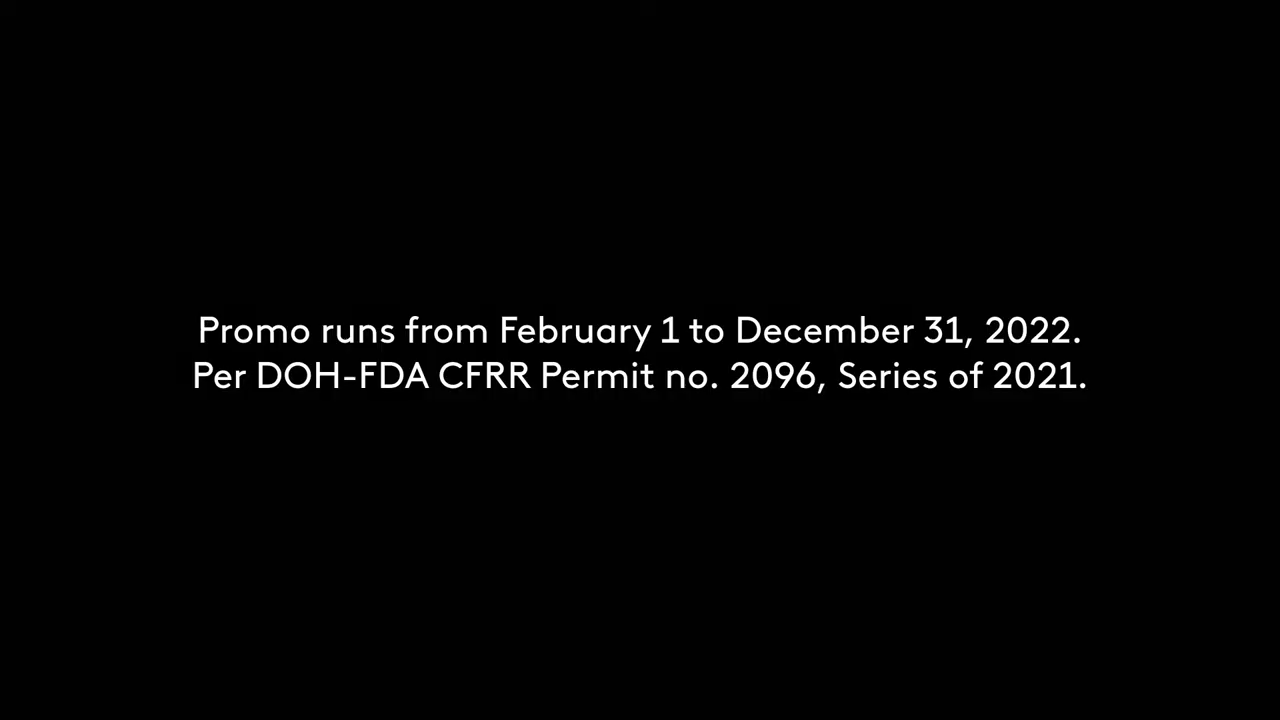 Promo runs from February 1 to December 31, 2022.
Per DOH-FDA CFRR Permit no. 2096, Series of 2021.